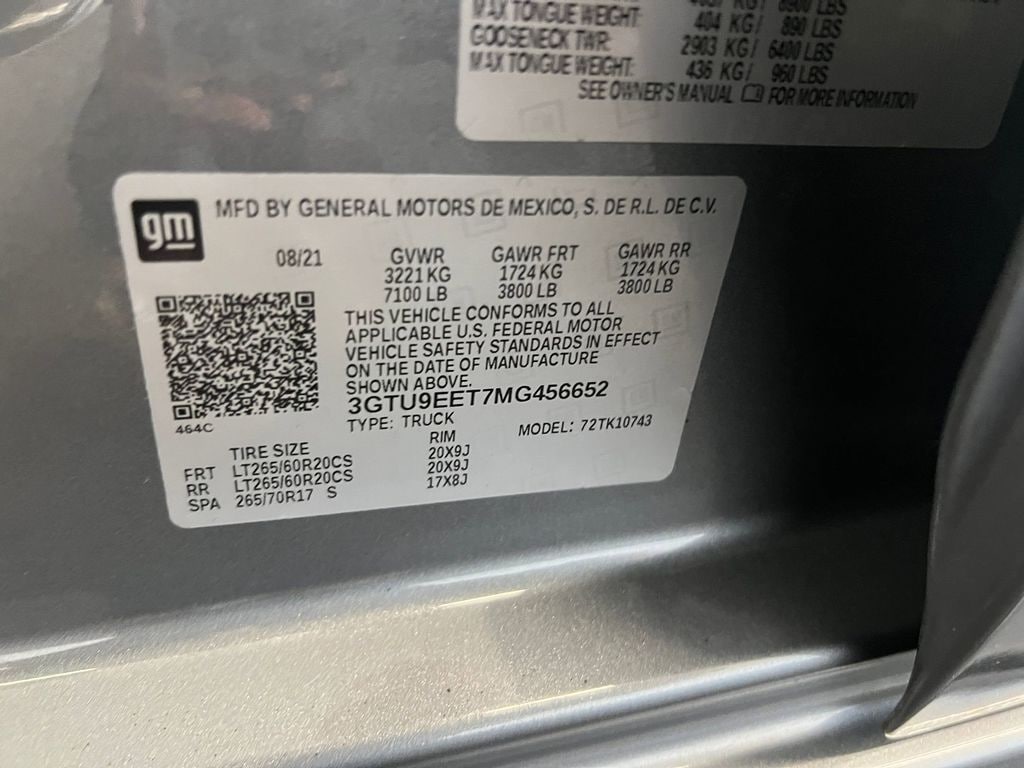 KG/ 8900 LBS
MAX TONGUE WEIGHT: 404 KG/ 890 LBS
GOOSENECK TWR: 2903 KG/ 6400 LBS
MAX TONGUE WEIGHT: 436 KG/ 960 LBS
SEE OWNER'S MANUAL FOR MORE INFORMATION
gm
MFD BY GENERAL MOTORS DE MEXICO, S. DE R.L. DE C.V.
08/21 GVWR GAWR FRT GAWR RR
3221 KG 1724 KG 1724 KG
7100 LB 3800 LB 3800 LB
THIS VEHICLE CONFORMS TO ALL
APPLICABLE U.S. FEDERAL MOTOR
VEHICLE SAFETY STANDARDS IN EFFECT
ON THE DATE OF MANUFACTURE
SHOWN ABOVE.
3GTU9EET7MG456652
464C
TYPE: TRUCK MODEL: 72TK10743
TIRE SIZE RIM
FRT LT265/60R20CS 20X9J
RR LT265/60R20CS 20X9J
SPA 265/70R17 S 17X8J